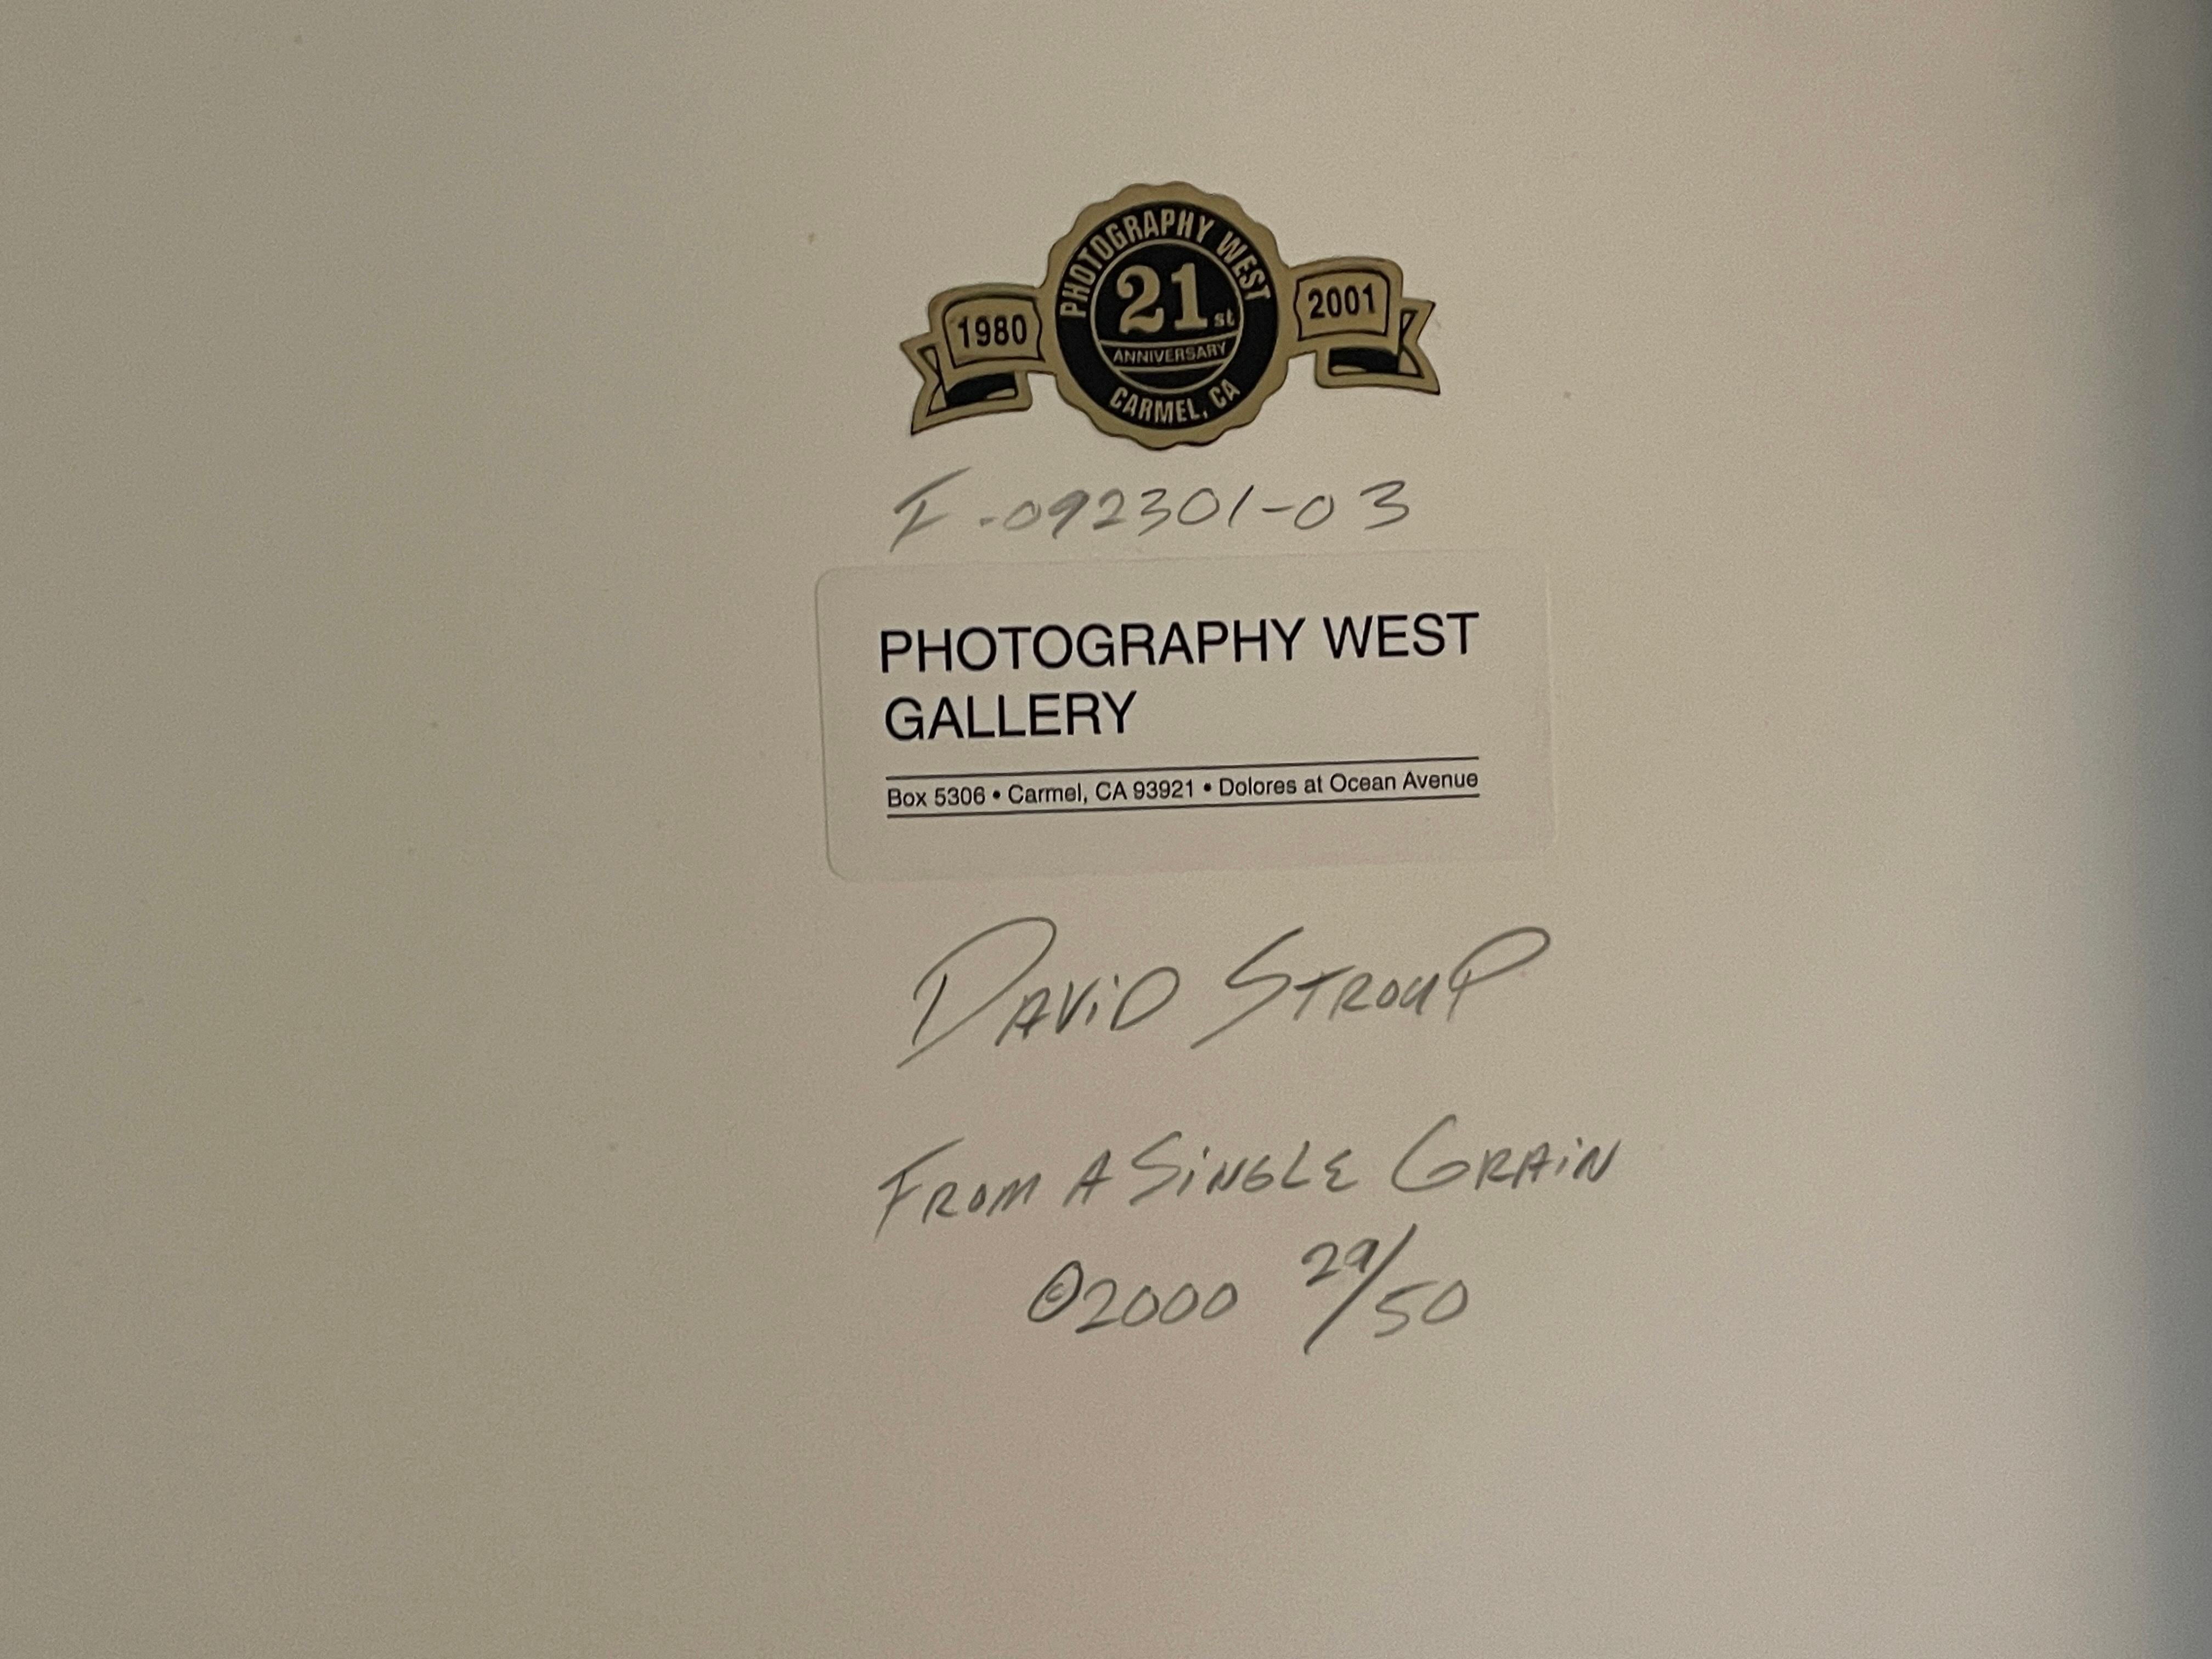 PHOTOGRAPHY WEST
1980 21st 2001
ANNIVERSARY
CARMEL, CA
I-092301-03
PHOTOGRAPHY WEST
GALLERY
Box 5306 • Carmel, CA 93921 • Dolores at Ocean Avenue
DAViD STROUP
FROM A SiNGLE GRAiN
©2000 29/50